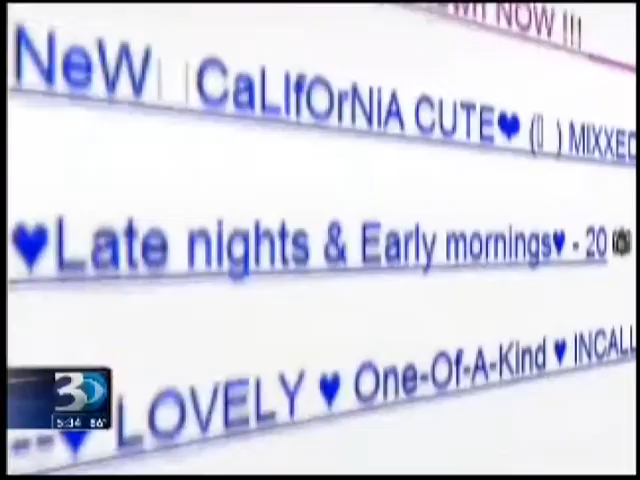 NOW !!!
NeW CaLIfOrNiA CUTE♥ ( ) MIXXED
♥Late nights & Early mornings♥ - 20
--♥ LOVELY ♥ One-Of-A-Kind ♥ INCALL
3
5:34 86°